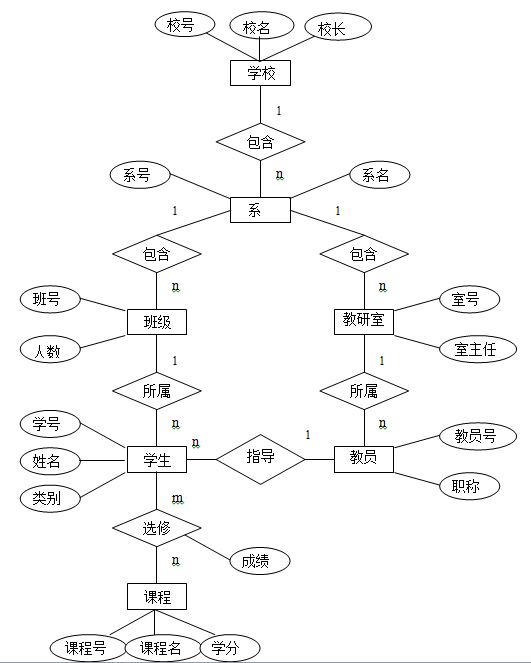 校号
校名
校长
学校
1
包含
n
系号
系名
系
1
1
包含
包含
n
n
班号
室号
班级
教研室
人数
室主任
1
1
所属
所属
学号
n
n
教员号
n
1
姓名
学生
指导
教员
类别
职称
m
选修
n
成绩
课程
课程号
课程名
学分